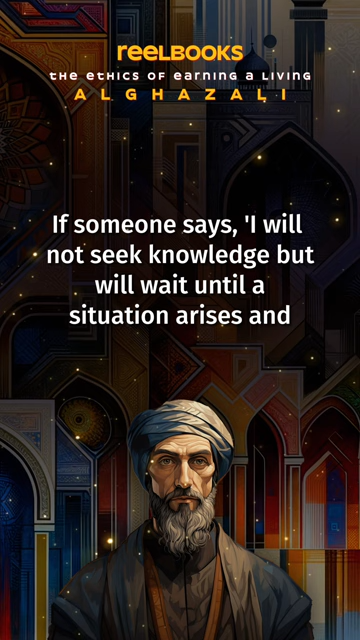 reelBOOKS
the ethics of earning a living
ALGHAZALI
If someone says, 'I will
not seek knowledge but
will wait until a
situation arises and